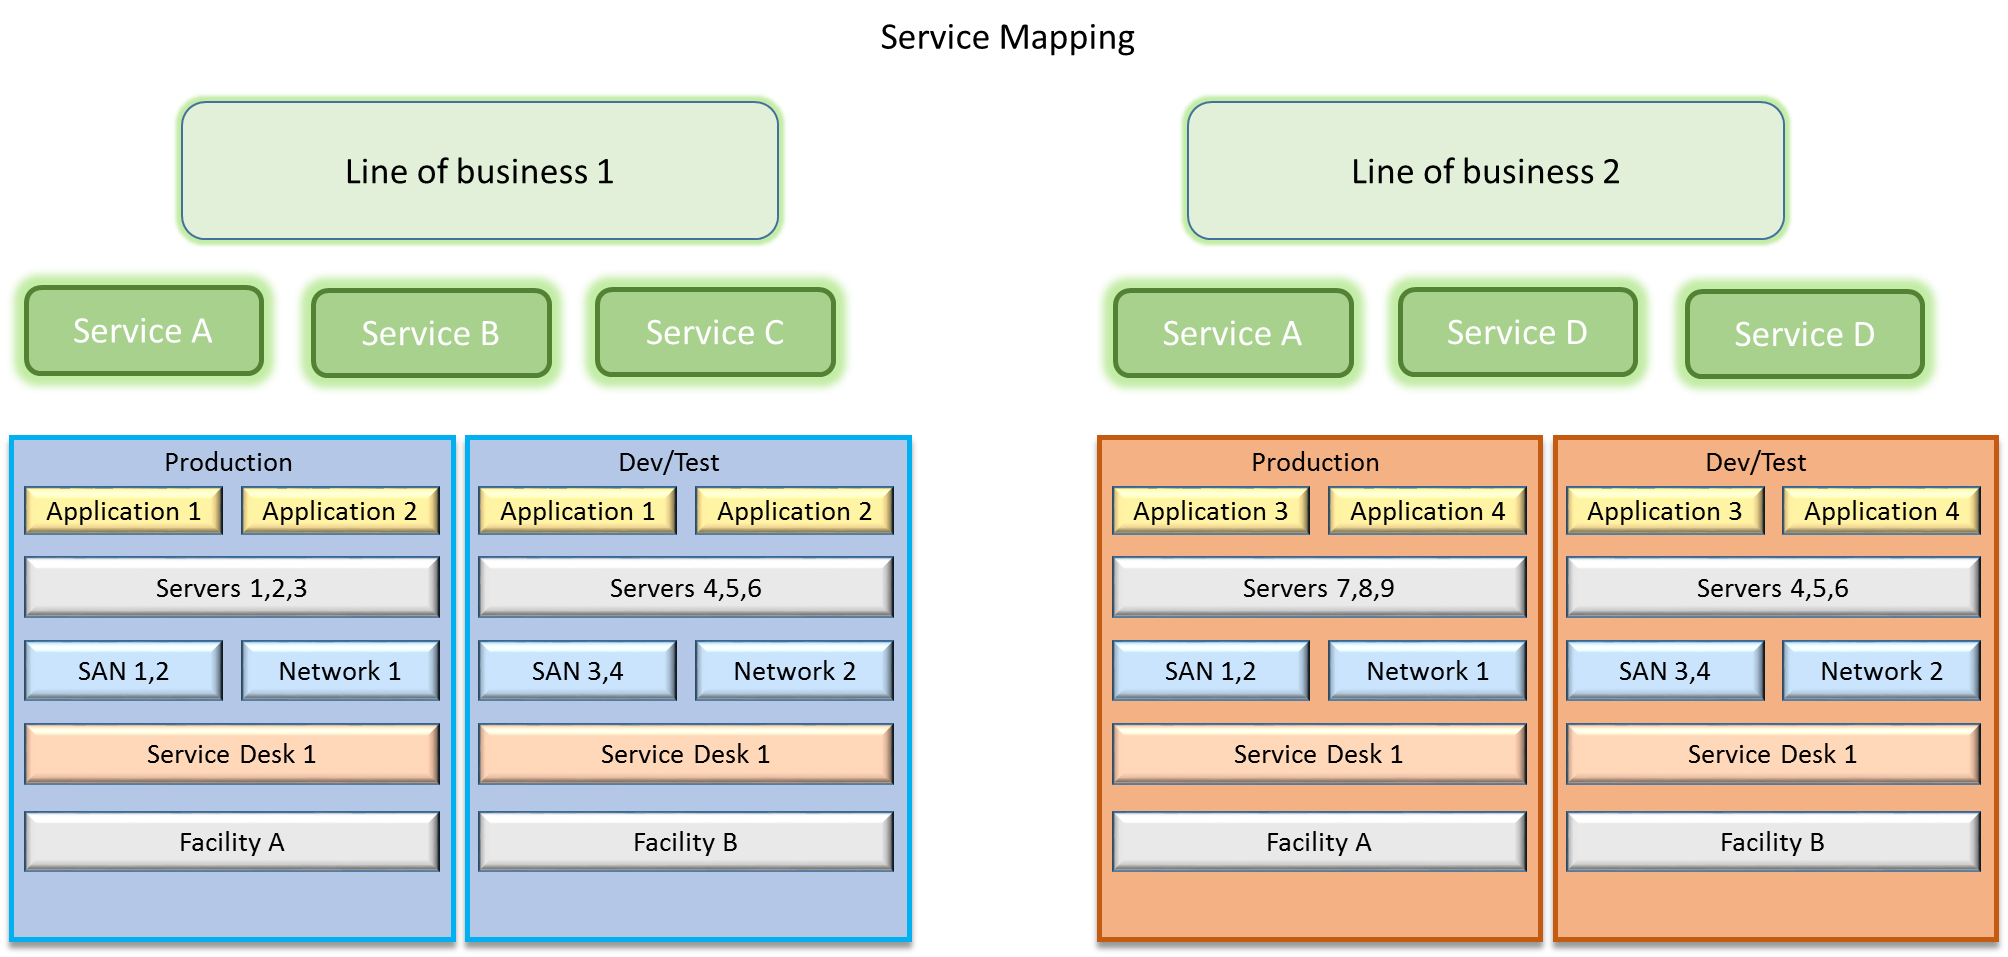 Service Mapping
Line of business 1
Line of business 2
Service A
Service B
Service C
Service A
Service D
Service D
Production
Application 1
Application 2
Servers 1,2,3
SAN 1,2
Network 1
Service Desk 1
Facility A
Dev/Test
Application 1
Application 2
Servers 4,5,6
SAN 3,4
Network 2
Service Desk 1
Facility B
Production
Application 3
Application 4
Servers 7,8,9
SAN 1,2
Network 1
Service Desk 1
Facility A
Dev/Test
Application 3
Application 4
Servers 4,5,6
SAN 3,4
Network 2
Service Desk 1
Facility B